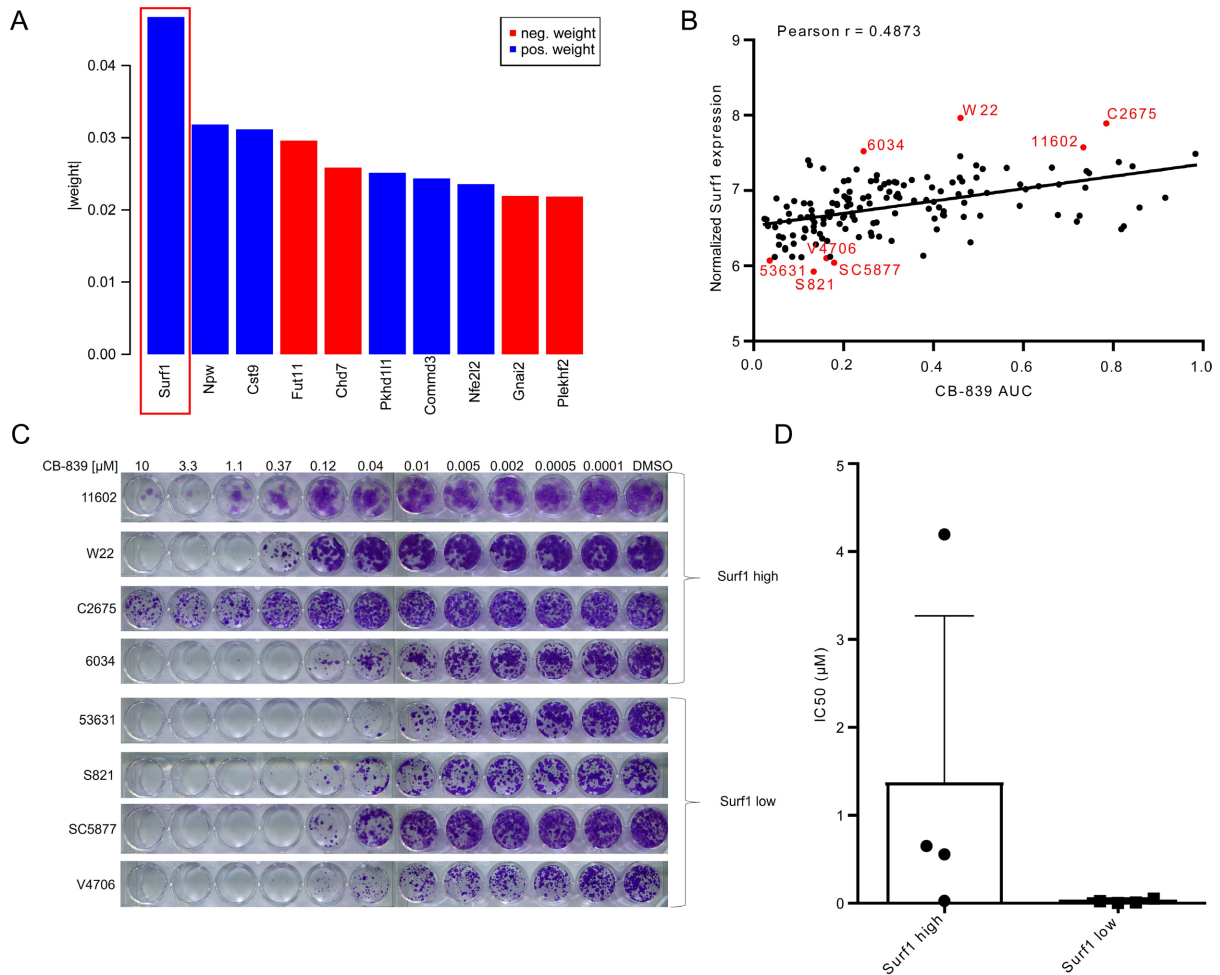 A
neg. weight
pos. weight
|weight|
0.04
0.03
0.02
0.01
0.00
Surf1
Npw
Cst9
Fut11
Chd7
Pkhd1l1
Commd3
Nfe2l2
Gnai2
Plekhf2
B
Pearson r = 0.4873
Normalized Surf1 expression
9
8
7
6
5
W22
C2675
6034
11602
V4706
53631
SC5877
S821
0.0
0.2
0.4
0.6
0.8
1.0
CB-839 AUC
C
CB-839 [µM] 10 3.3 1.1 0.37 0.12 0.04 0.01 0.005 0.002 0.0005 0.0001 DMSO
11602
W22
C2675
6034
Surf1 high
53631
S821
SC5877
V4706
Surf1 low
D
IC50 (µM)
5
4
3
2
1
0
Surf1 high
Surf1 low